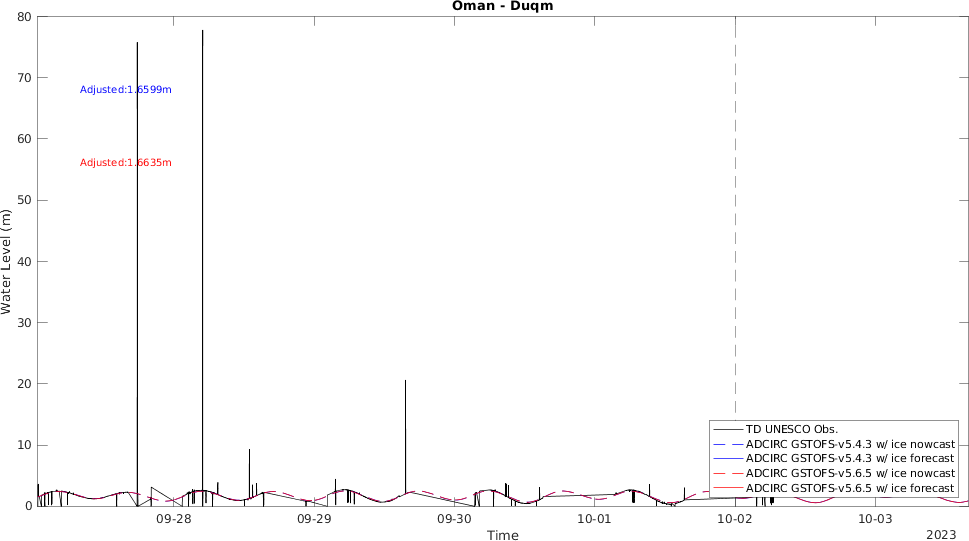 Oman - Duqm
80
70
60
50
40
30
20
10
0
Water Level (m)
Adjusted:1.6599m
Adjusted:1.6635m
TD UNESCO Obs.
ADCIRC GSTOFS-v5.4.3 w/ ice nowcast
ADCIRC GSTOFS-v5.4.3 w/ ice forecast
ADCIRC GSTOFS-v5.6.5 w/ ice nowcast
ADCIRC GSTOFS-v5.6.5 w/ ice forecast
09-28
09-29
09-30
10-01
10-02
10-03
Time
2023